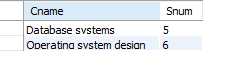 Cname Snum
Database systems 5
Operating system design 6